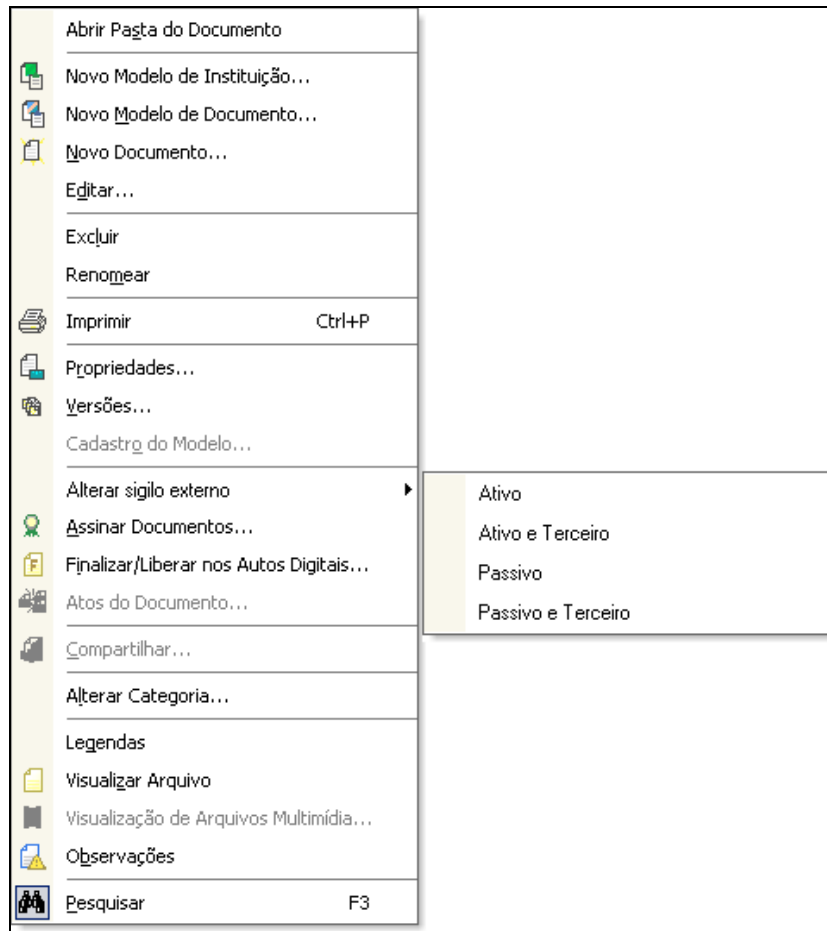 Abrir Pasta do Documento
Novo Modelo de Instituição...
Novo Modelo de Documento...
Novo Documento...
Editar...
Excluir
Renomear
Imprimir Ctrl+P
Propriedades...
Versões...
Cadastro do Modelo...
Alterar sigilo externo
Ativo
Assinar Documentos...
Ativo e Terceiro
Finalizar/Liberar nos Autos Digitais...
Passivo
Atos do Documento...
Passivo e Terceiro
Compartilhar...
Alterar Categoria...
Legendas
Visualizar Arquivo
Visualização de Arquivos Multimídia...
Observações
Pesquisar F3